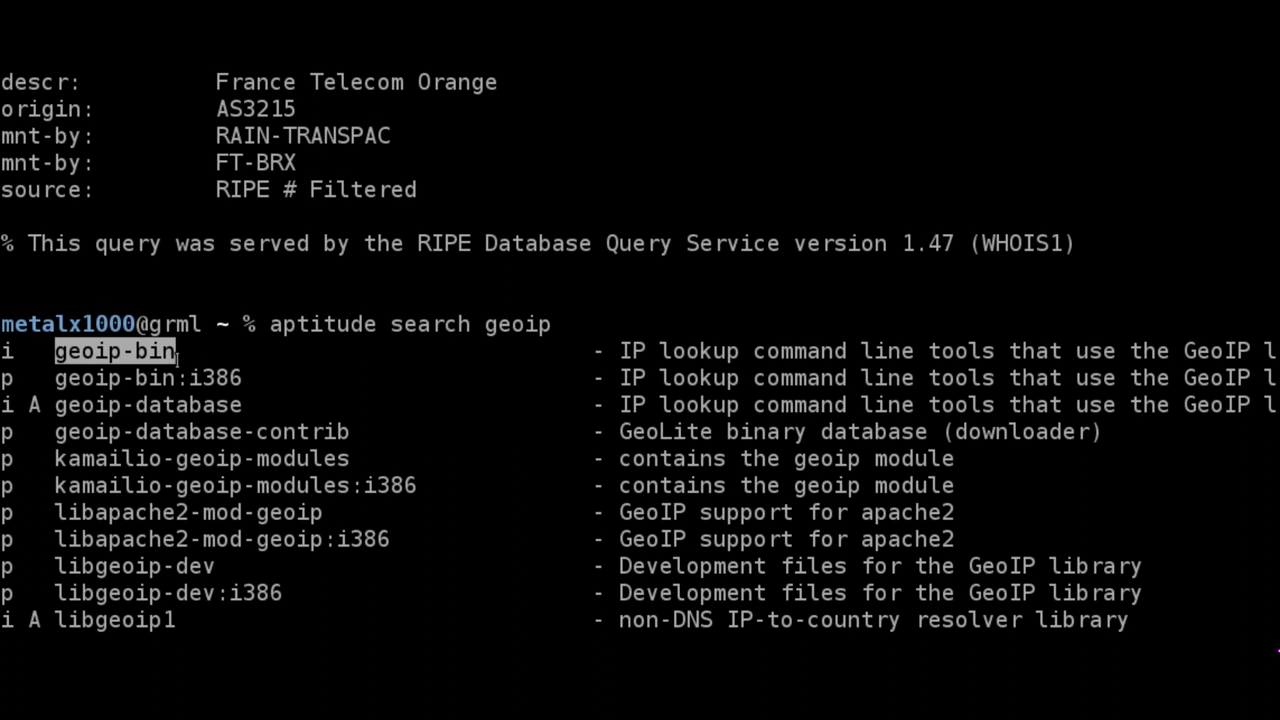 descr:          France Telecom Orange
origin:         AS3215
mnt-by:         RAIN-TRANSPAC
mnt-by:         FT-BRX
source:         RIPE # Filtered
% This query was served by the RIPE Database Query Service version 1.47 (WHOIS1)
metalx1000@grml ~ % aptitude search geoip
i   geoip-bin                               - IP lookup command line tools that use the GeoIP l
p   geoip-bin:i386                          - IP lookup command line tools that use the GeoIP l
i A geoip-database                          - IP lookup command line tools that use the GeoIP l
p   geoip-database-contrib                  - GeoLite binary database (downloader)
p   kamailio-geoip-modules                  - contains the geoip module
p   kamailio-geoip-modules:i386             - contains the geoip module
p   libapache2-mod-geoip                    - GeoIP support for apache2
p   libapache2-mod-geoip:i386               - GeoIP support for apache2
p   libgeoip-dev                            - Development files for the GeoIP library
p   libgeoip-dev:i386                       - Development files for the GeoIP library
i A libgeoip1                               - non-DNS IP-to-country resolver library